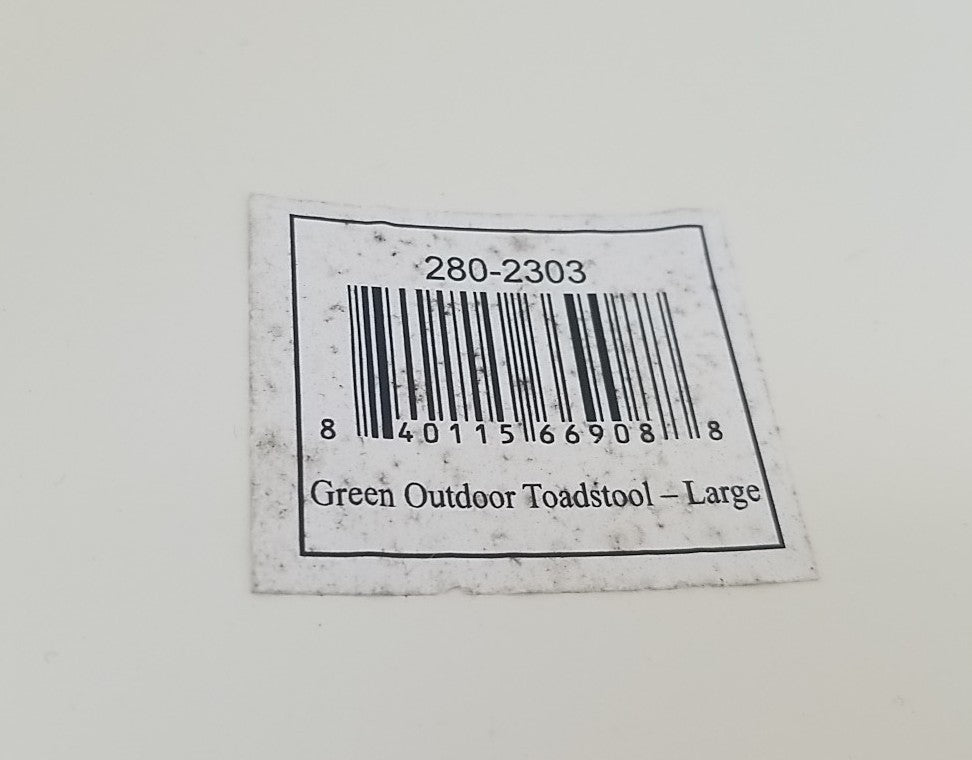 280-2303
8 40115 66908 8
Green Outdoor Toadstool – Large